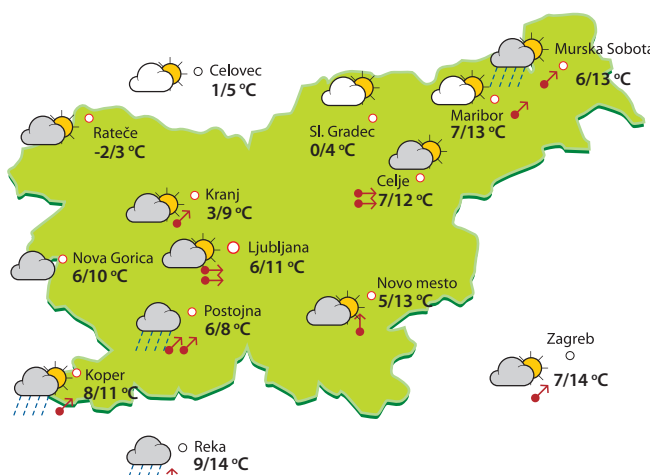 Celovec
1/5 °C
Murska Sobota
6/13 °C
Maribor
7/13 °C
Sl. Gradec
0/4 °C
Rateče
-2/3 °C
Celje
7/12 °C
Kranj
3/9 °C
Ljubljana
6/11 °C
Nova Gorica
6/10 °C
Novo mesto
5/13 °C
Postojna
6/8 °C
Zagreb
7/14 °C
Koper
8/11 °C
Reka
9/14 °C